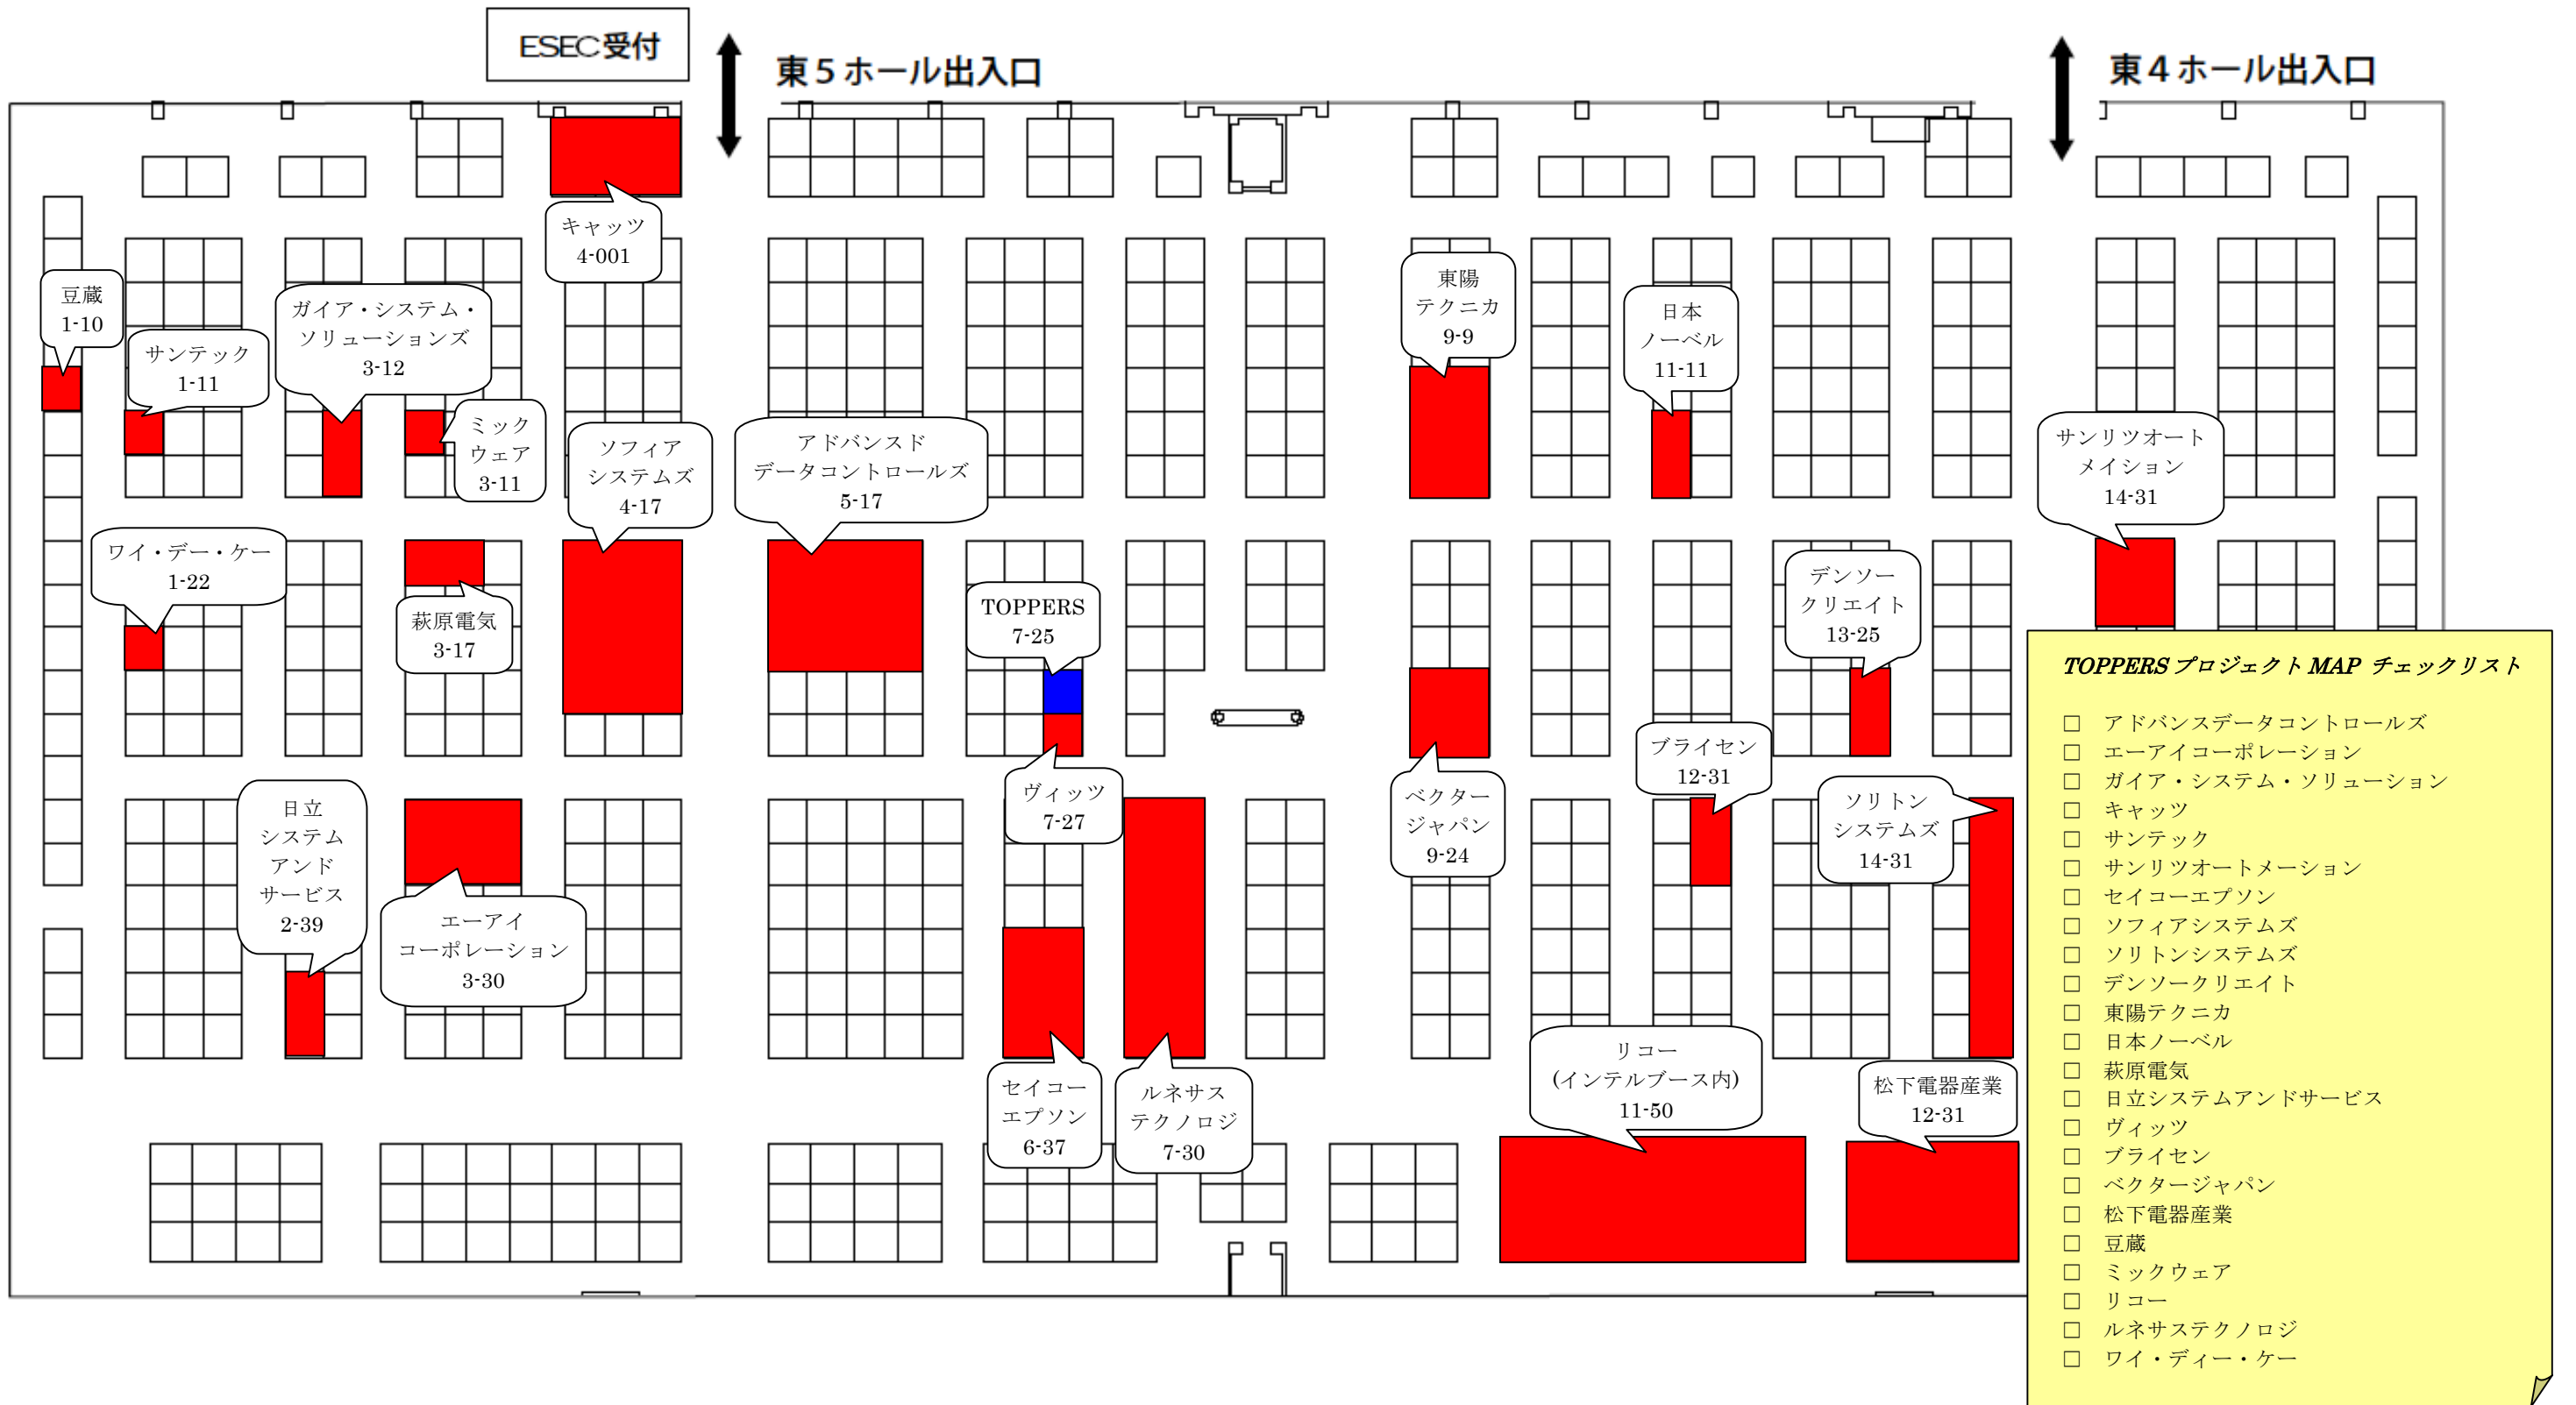 ESEC受付
東５ホール出入口
東４ホール出入口
キャッツ
4-001
豆蔵
1-10
サンテック
1-11
ガイア・システム・
ソリューションズ
3-12
ミック
ウェア
3-11
ソフィア
システムズ
4-17
アドバンスド
データコントロールズ
5-17
東陽
テクニカ
9-9
日本
ノーベル
11-11
サンリツオート
メイション
14-31
ワイ・デー・ケー
1-22
萩原電気
3-17
TOPPERS
7-25
デンソー
クリエイト
13-25
ヴィッツ
7-27
ベクター
ジャパン
9-24
ブライセン
12-31
ソリトン
システムズ
14-31
日立
システム
アンド
サービス
2-39
エーアイ
コーポレーション
3-30
セイコー
エプソン
6-37
ルネサス
テクノロジ
7-30
リコー
(インテルブース内)
11-50
松下電器産業
12-31
TOPPERSプロジェクトMAP チェックリスト
□ アドバンスデータコントロールズ
□ エーアイコーポレーション
□ ガイア・システム・ソリューション
□ キャッツ
□ サンテック
□ サンリツオートメーション
□ セイコーエプソン
□ ソフィアシステムズ
□ ソリトンシステムズ
□ デンソークリエイト
□ 東陽テクニカ
□ 日本ノーベル
□ 萩原電気
□ 日立システムアンドサービス
□ ヴィッツ
□ ブライセン
□ ベクタージャパン
□ 松下電器産業
□ 豆蔵
□ ミックウェア
□ リコー
□ ルネサステクノロジ
□ ワイ・ディー・ケー